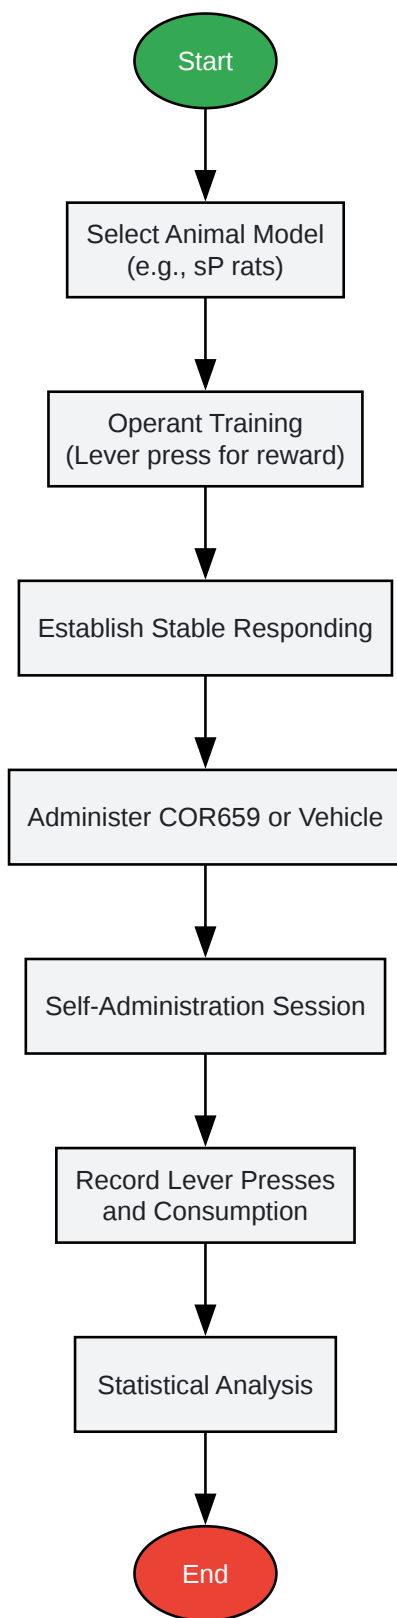 Start
Select Animal Model
(e.g., sP rats)
Operant Training
(Lever press for reward)
Establish Stable Responding
Administer COR659 or Vehicle
Self-Administration Session
Record Lever Presses
and Consumption
Statistical Analysis
End